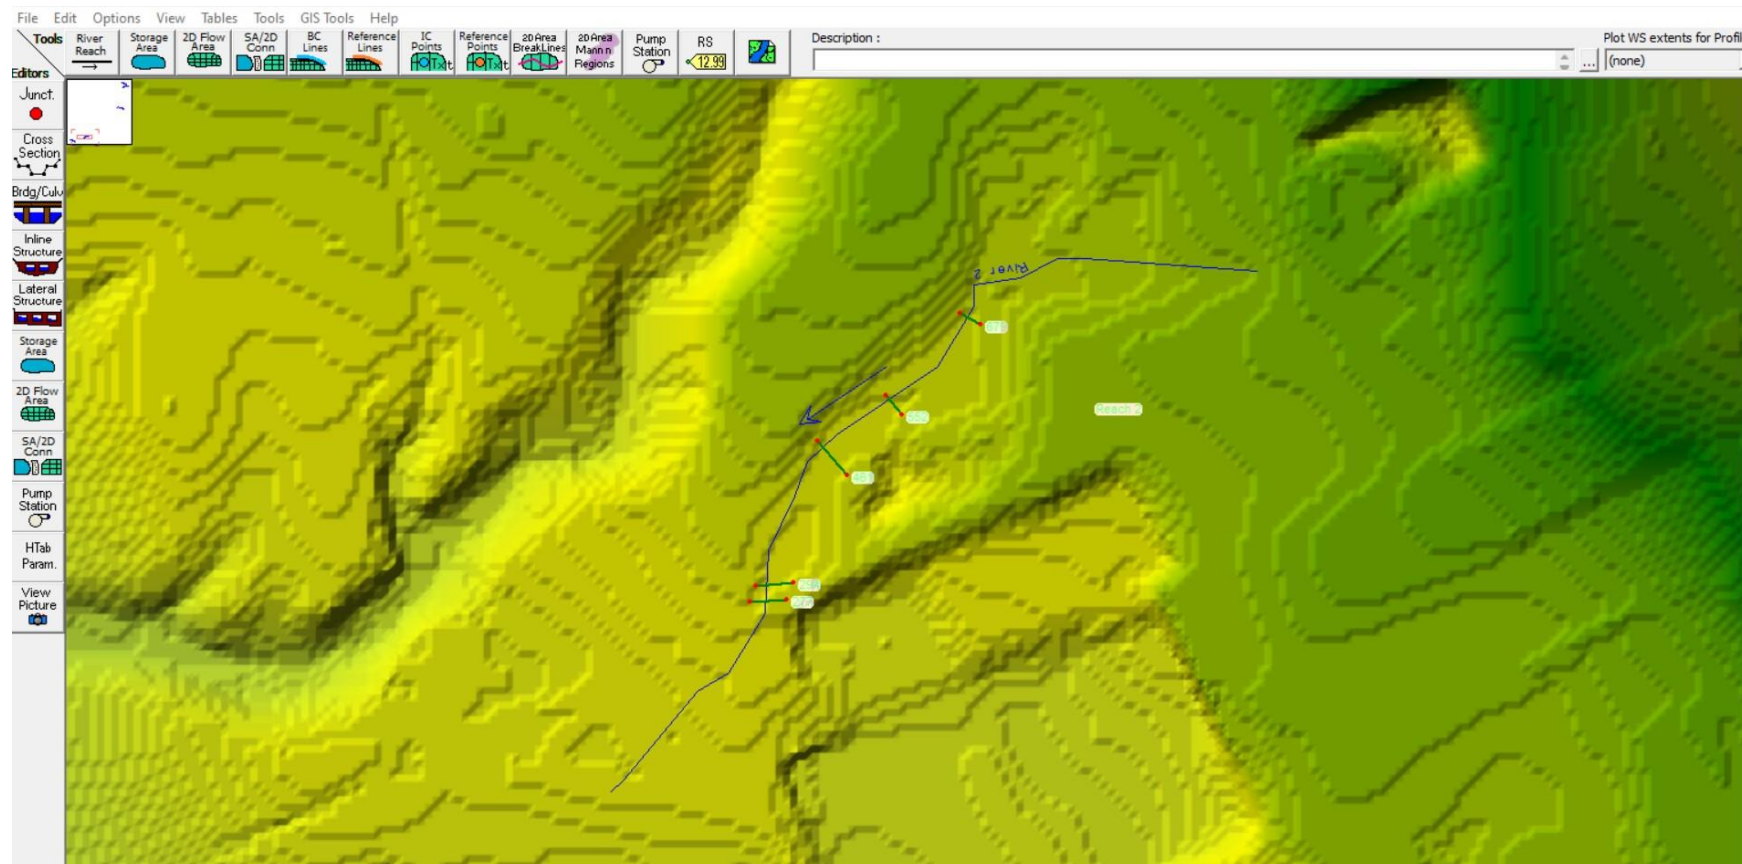 File Edit Options View Tables Tools GIS Tools Help
Tools
Editors
River
Reach
Storage
Area
2D Flow
Area
SA/2D
Conn
BC
Lines
Reference
Lines
IC
Points
Reference
Points
2D Area
BreakLines
2D Area
Mann n
Regions
Pump
Station
RS
12.99
Description :
...
Plot WS extents for Profil
(none)
Junct.
Cross
Section
Brdg/Culv
Inline
Structure
Lateral
Structure
Storage
Area
2D Flow
Area
SA/2D
Conn
Pump
Station
HTab
Param.
View
Picture
River 2
Reach 2
461